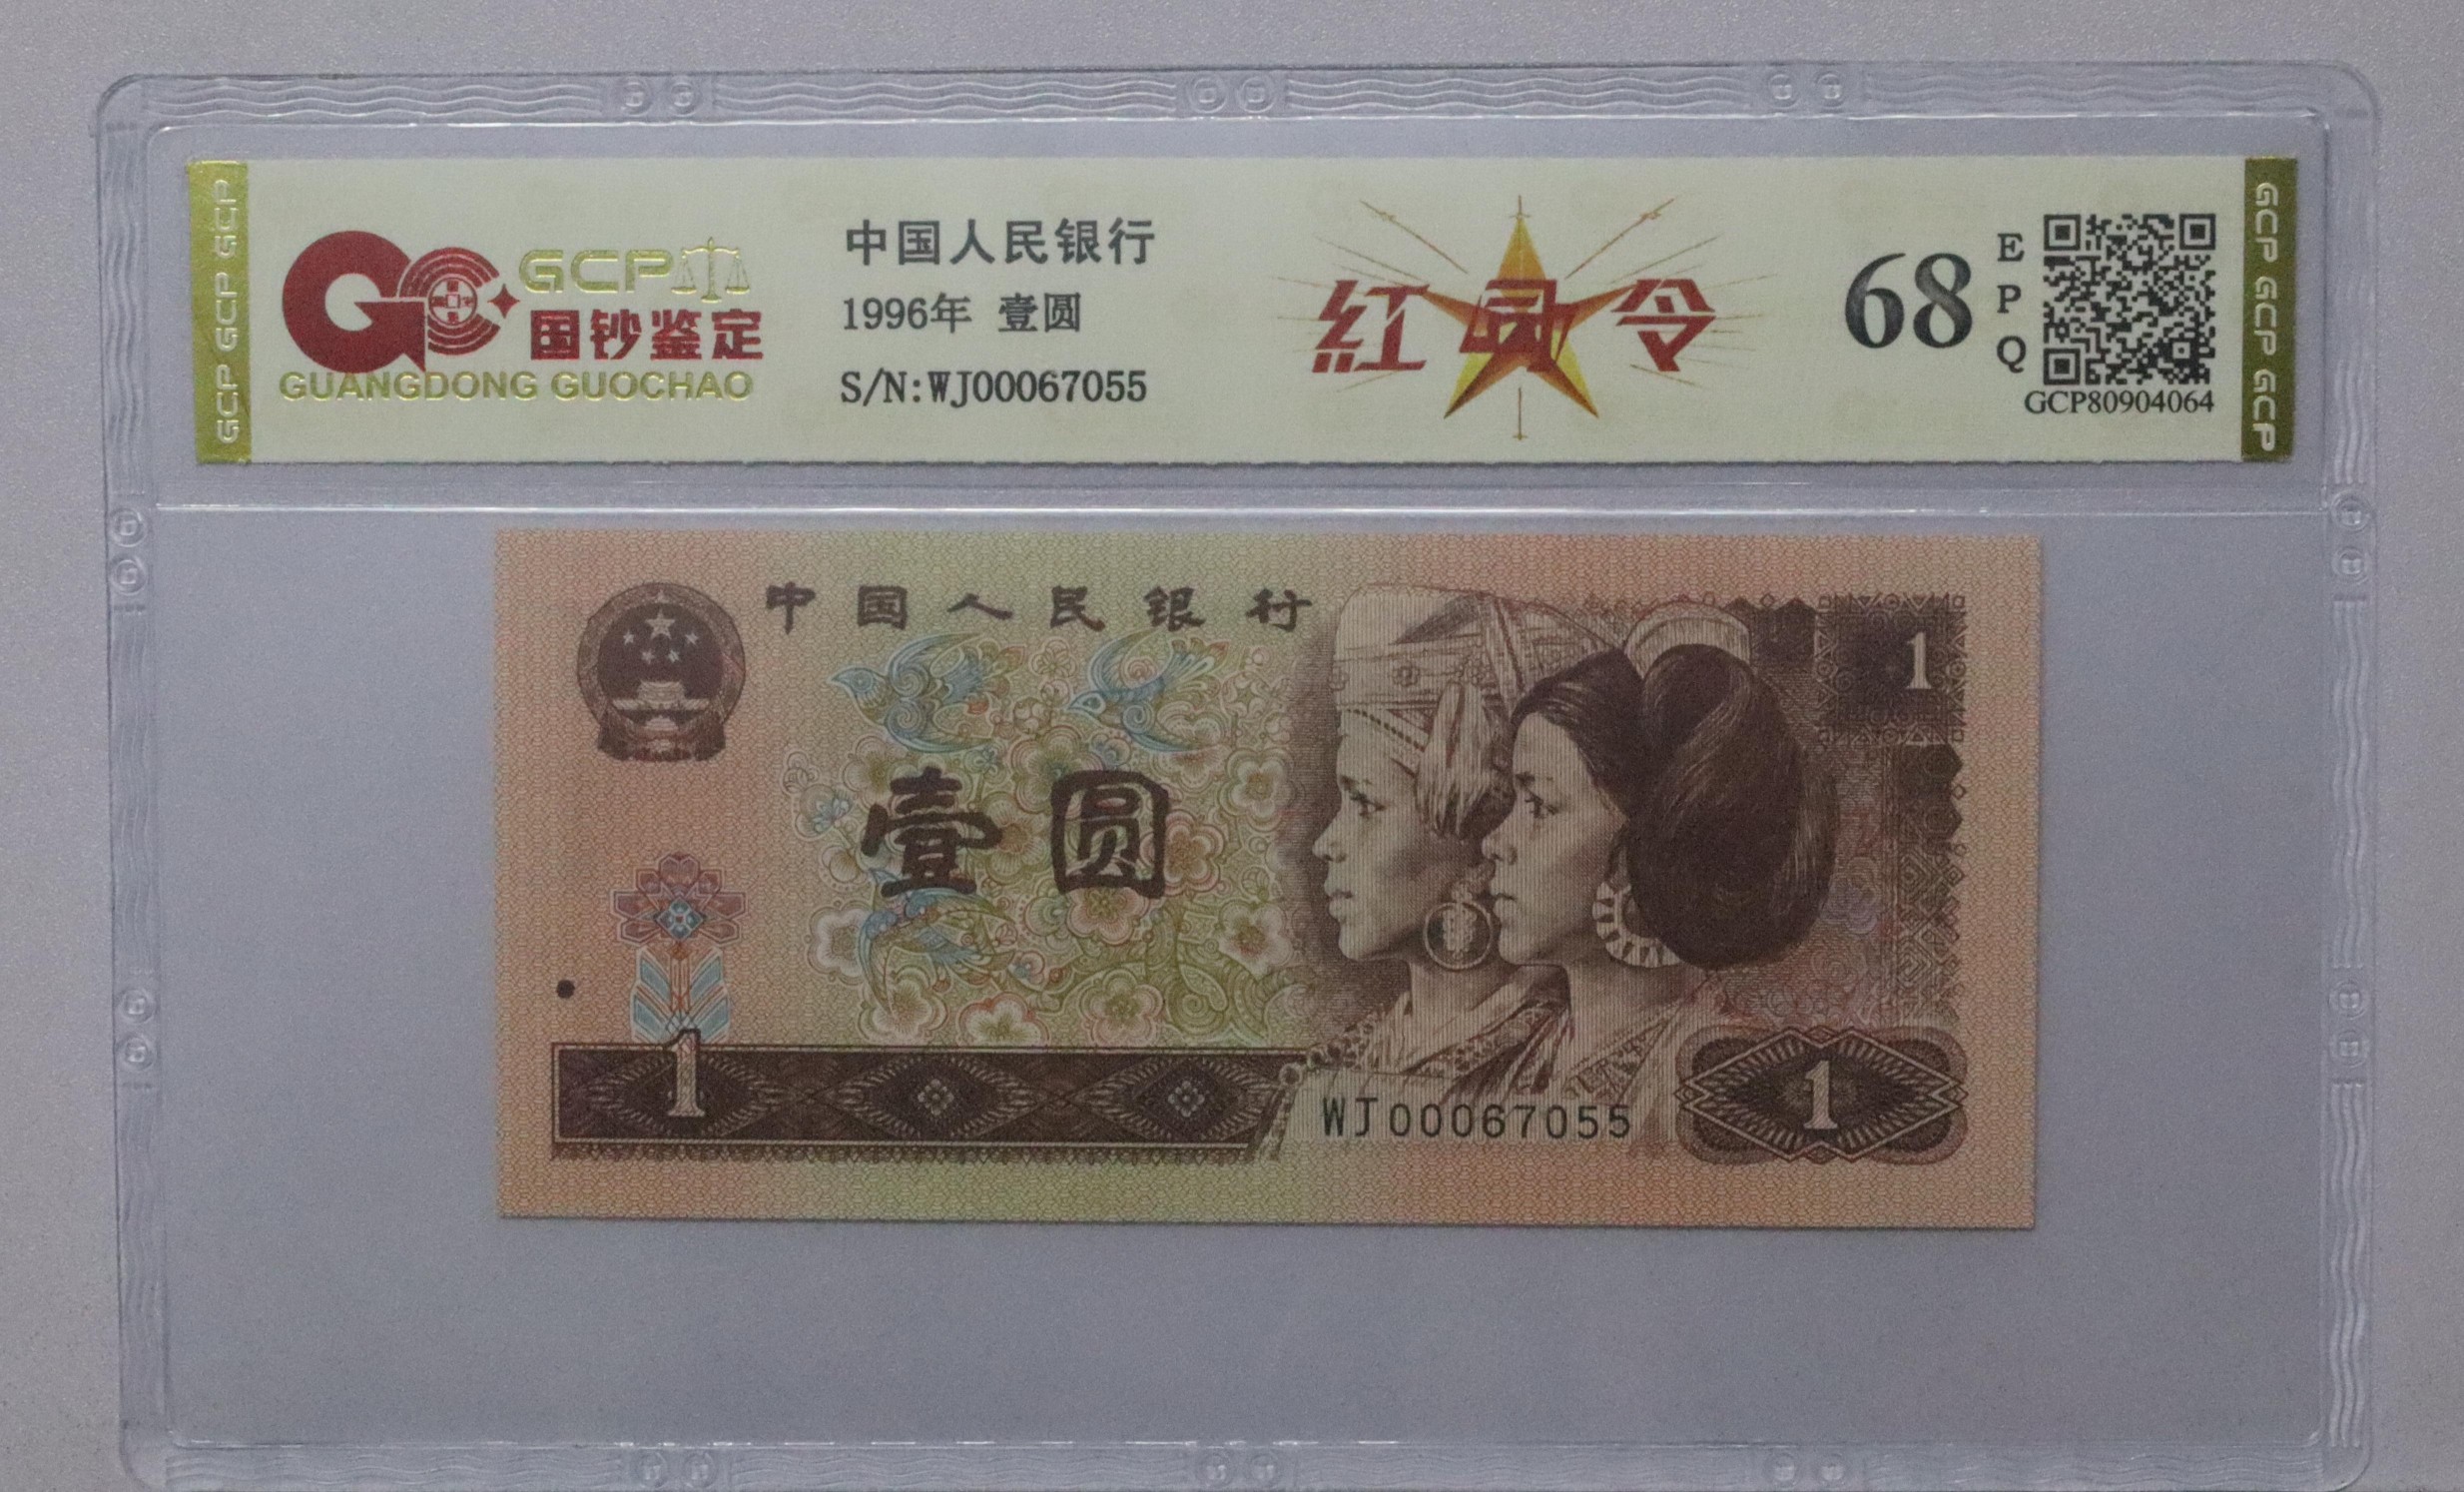 GCP GCP GCP
GCP
国钞鉴定
GUANGDONG GUOCHAO
中国人民银行
1996年 壹圆
S/N:WJ00067055
紅 令
68
EPQ
GCP80904064
GCP GCP GCP
中国人民银行
1
壹圆
1
WJ00067055
1